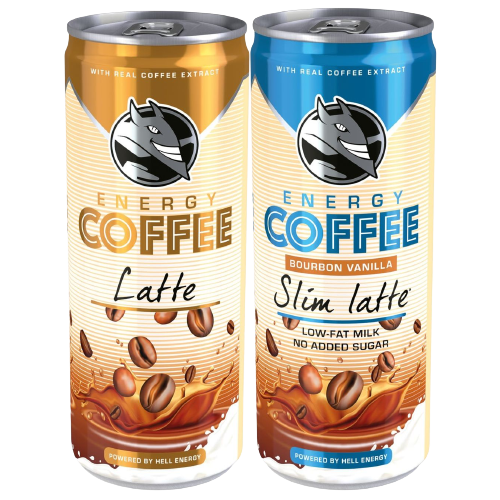 WITH REAL COFFEE EXTRACT
ENERGY
COFFEE
Latte
POWERED BY HELL ENERGY
WITH REAL COFFEE EXTRACT
ENERGY
COFFEE
BOURBON VANILLA
Slim latte*
LOW-FAT MILK
NO ADDED SUGAR
POWERED BY HELL ENERGY